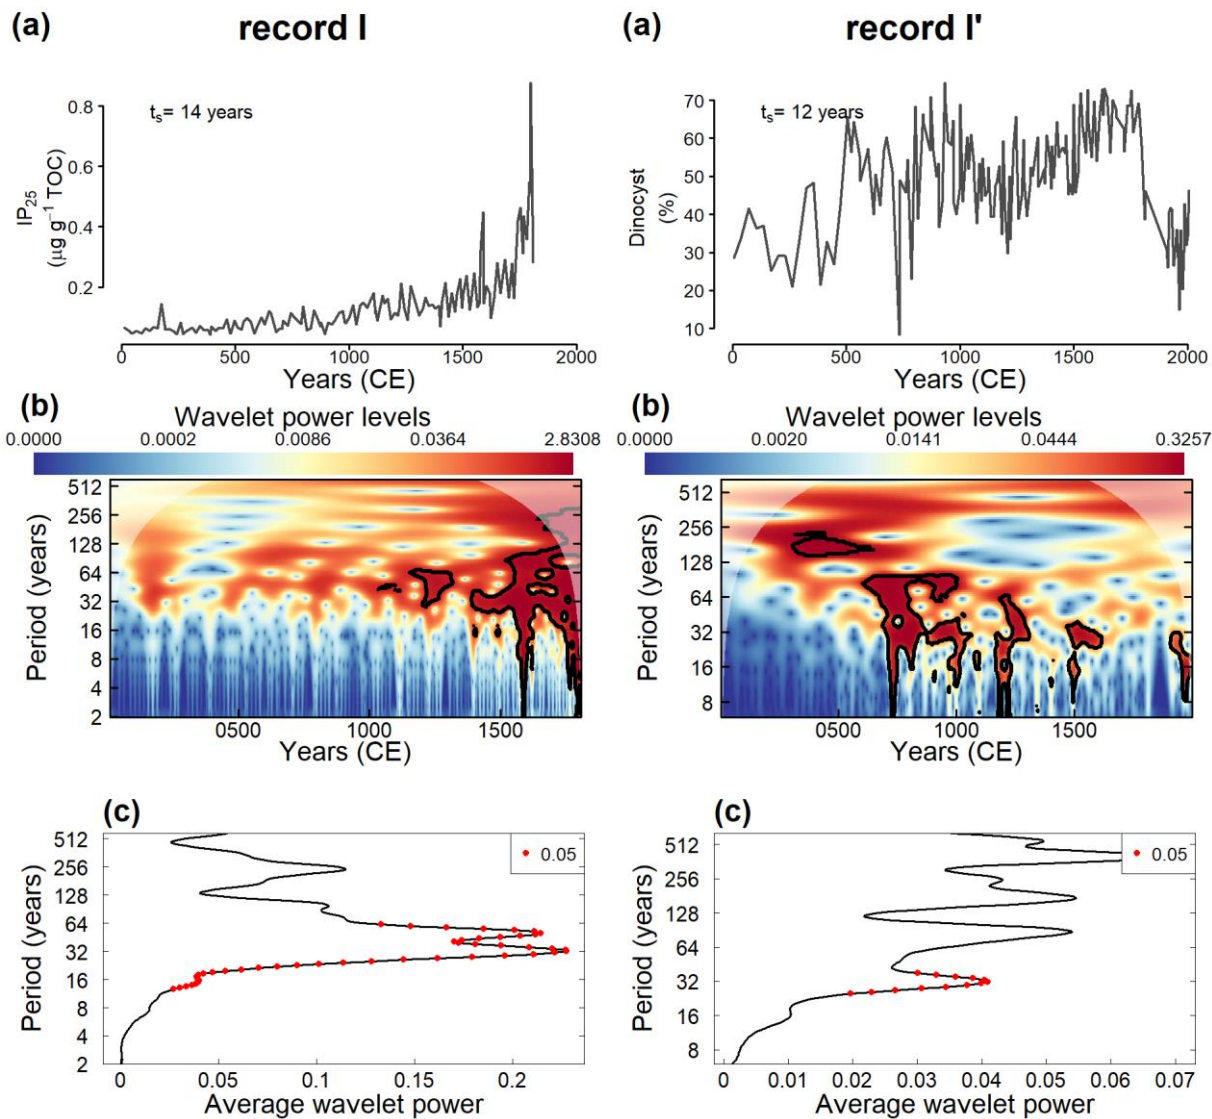 (a) record I
0.8
0.6
0.4
0.2
IP25
(μg g−1 TOC)
ts= 14 years
0 500 1000 1500 2000
Years (CE)
(a) record I'
70
60
50
40
30
20
10
Dinocyst
(%)
ts= 12 years
0 500 1000 1500 2000
Years (CE)
(b) Wavelet power levels
0.0000 0.0002 0.0086 0.0364 2.8308
512
256
128
64
32
16
8
4
2
Period (years)
0500 1000 1500
Years (CE)
(b) Wavelet power levels
0.0000 0.0020 0.0141 0.0444 0.3257
512
256
128
64
32
16
8
Period (years)
0500 1000 1500
Years (CE)
(c)
512
256
128
64
32
16
8
4
2
Period (years)
0.05
0 0.05 0.1 0.15 0.2
Average wavelet power
(c)
512
256
128
64
32
16
8
Period (years)
0.05
0 0.01 0.02 0.03 0.04 0.05 0.06 0.07
Average wavelet power